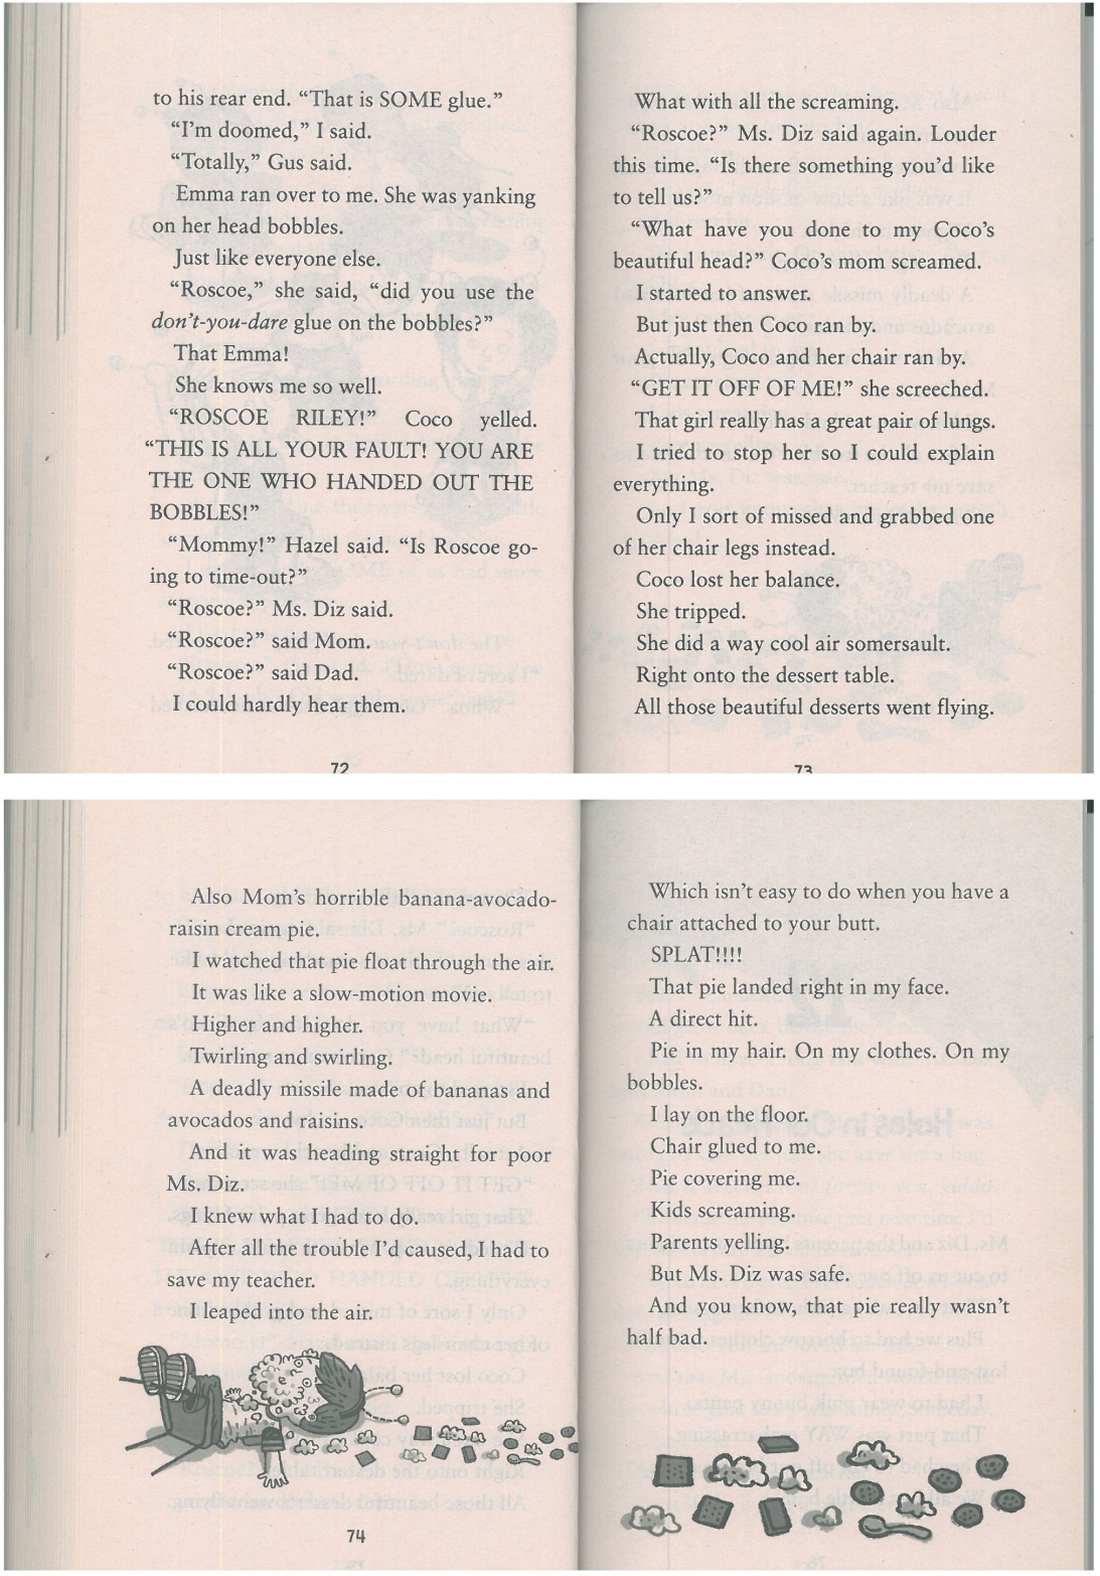 to his rear end. “That is SOME glue.”
“I’m doomed,” I said.
“Totally,” Gus said.
Emma ran over to me. She was yanking
on her head bobbles.
Just like everyone else.
“Roscoe,” she said, “did you use the
don’t-you-dare glue on the bobbles?”
That Emma!
She knows me so well.
“ROSCOE RILEY!” Coco yelled.
“THIS IS ALL YOUR FAULT! YOU ARE
THE ONE WHO HANDED OUT THE
BOBBLES!”
“Mommy!” Hazel said. “Is Roscoe go-
ing to time-out?”
“Roscoe?” Ms. Diz said.
“Roscoe?” said Mom.
“Roscoe?” said Dad.
I could hardly hear them.
72
What with all the screaming.
“Roscoe?” Ms. Diz said again. Louder
this time. “Is there something you’d like
to tell us?”
“What have you done to my Coco’s
beautiful head?” Coco’s mom screamed.
I started to answer.
But just then Coco ran by.
Actually, Coco and her chair ran by.
“GET IT OFF OF ME!” she screeched.
That girl really has a great pair of lungs.
I tried to stop her so I could explain
everything.
Only I sort of missed and grabbed one
of her chair legs instead.
Coco lost her balance.
She tripped.
She did a way cool air somersault.
Right onto the dessert table.
All those beautiful desserts went flying.
73
Also Mom’s horrible banana-avocado-
raisin cream pie.
I watched that pie float through the air.
It was like a slow-motion movie.
Higher and higher.
Twirling and swirling.
A deadly missile made of bananas and
avocados and raisins.
And it was heading straight for poor
Ms. Diz.
I knew what I had to do.
After all the trouble I’d caused, I had to
save my teacher.
I leaped into the air.
74
Which isn’t easy to do when you have a
chair attached to your butt.
SPLAT!!!!
That pie landed right in my face.
A direct hit.
Pie in my hair. On my clothes. On my
bobbles.
I lay on the floor.
Chair glued to me.
Pie covering me.
Kids screaming.
Parents yelling.
But Ms. Diz was safe.
And you know, that pie really wasn’t
half bad.